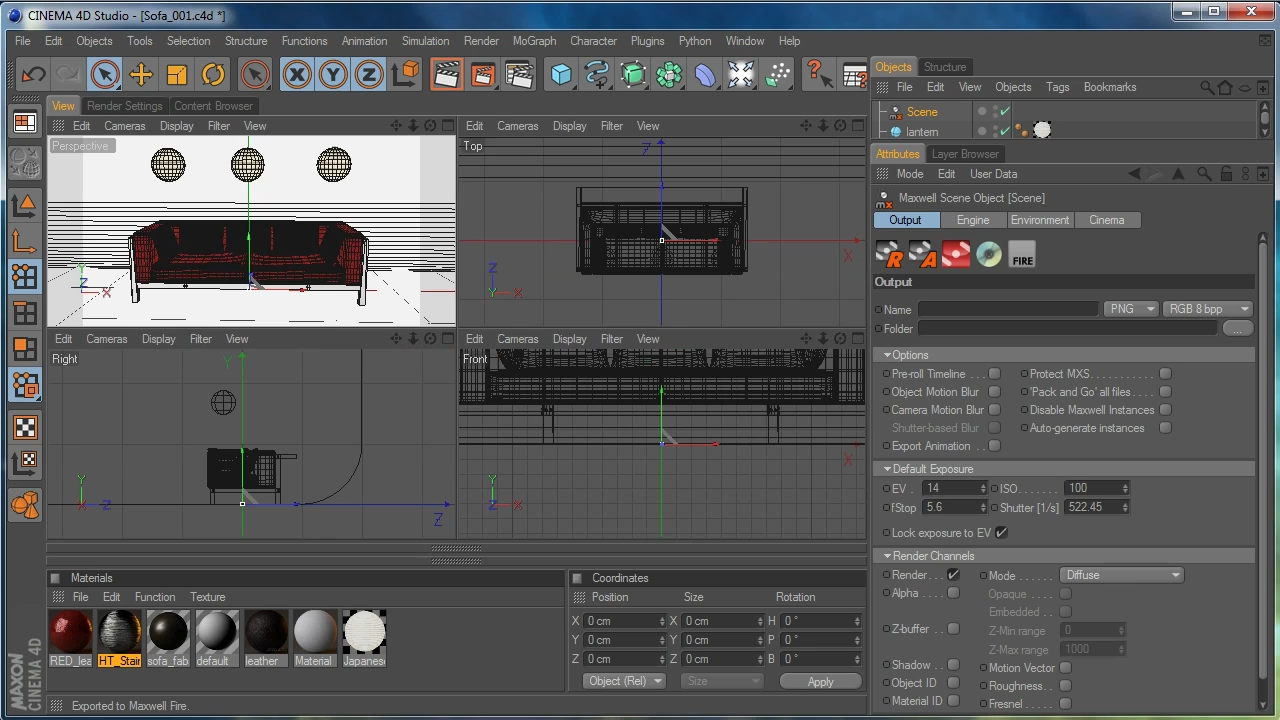 CINEMA 4D Studio - [Sofa_001.c4d *]
File Edit Objects Tools Selection Structure Functions Animation Simulation Render MoGraph Character Plugins Python Window Help
Objects Structure
File Edit View Objects Tags Bookmarks
View Render Settings Content Browser
Scene
lantern
Edit Cameras Display Filter View
Edit Cameras Display Filter View
Perspective
Top
Attributes Layer Browser
Mode Edit User Data
Maxwell Scene Object [Scene]
Output Engine Environment Cinema
R A FIRE
Output
Name PNG RGB 8 bpp
Folder ...
Options
Pre-roll Timeline . . . Protect MXS. . . . . . . . . . .
Object Motion Blur 'Pack and Go' all files. . . .
Camera Motion Blur Disable Maxwell Instances
Shutter-based Blur Auto-generate instances
Export Animation . .
Default Exposure
EV . 14 ISO. . . . . . . 100
fStop 5.6 Shutter [1/s] 522.45
Lock exposure to EV
Render Channels
Render. . . Mode . . . . . . Diffuse
Alpha . . . . Opaque .
Embedded .
Z-buffer . . Z-Min range 0
Z-Max range 1000
Shadow . . Motion Vector
Object ID . Roughness. .
Material ID Fresnel . . . .
Edit Cameras Display Filter View
Edit Cameras Display Filter View
Right
Front
X Y Z
Z X
Y Z X
Y Z X
Y X Z
Y Z X
Materials
File Edit Function Texture
RED_lea HT_Stair sofa_fab default leather Material Japanes
Coordinates
Position Size Rotation
X 0 cm X 0 cm H 0 °
Y 0 cm Y 0 cm P 0 °
Z 0 cm Z 0 cm B 0 °
Object (Rel) Size Apply
MAXON
CINEMA 4D
Exported to Maxwell Fire.